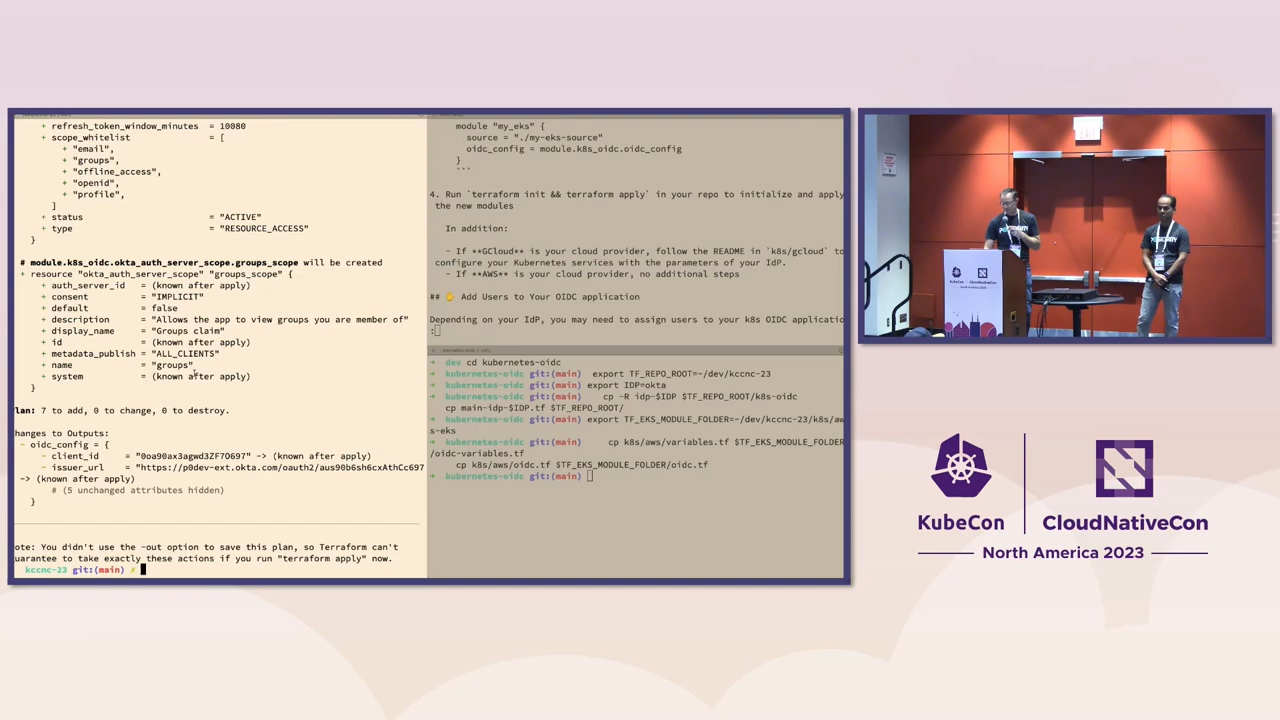 + refresh_token_window_minutes = 10080
+ scope_whitelist = [
+ "email",
+ "groups",
+ "offline_access",
+ "openid",
+ "profile",
]
+ status = "ACTIVE"
+ type = "RESOURCE_ACCESS"
}
# module.k8s_oidc.okta_auth_server_scope.groups_scope will be created
+ resource "okta_auth_server_scope" "groups_scope" {
+ auth_server_id = (known after apply)
+ consent = "IMPLICIT"
+ default = false
+ description = "Allows the app to view groups you are member of"
+ display_name = "Groups claim"
+ id = (known after apply)
+ metadata_publish = "ALL_CLIENTS"
+ name = "groups"
+ system = (known after apply)
}
lan: 7 to add, 0 to change, 0 to destroy.
hanges to Outputs:
~ oidc_config = {
~ client_id = "0oa90ax3agwd3ZF7O697" -> (known after apply)
~ issuer_url = "https://p0dev-ext.okta.com/oauth2/aus90b6sh6cxAthCc697
-> (known after apply)
# (5 unchanged attributes hidden)
}
ote: You didn't use the -out option to save this plan, so Terraform can't
uarantee to take exactly these actions if you run "terraform apply" now.
kccnc-23 git:(main) ✗
module "my_eks" {
source = "./my-eks-source"
oidc_config = module.k8s_oidc.oidc_config
}
```
4. Run `terraform init && terraform apply` in your repo to initialize and apply
the new modules
In addition:
- If **GCloud** is your cloud provider, follow the README in `k8s/gcloud` to
configure your Kubernetes services with the parameters of your IdP.
- If **AWS** is your cloud provider, no additional steps
## ✋ Add Users to Your OIDC application
Depending on your IdP, you may need to assign users to your k8s OIDC applicatio
:
➜ dev cd kubernetes-oidc
➜ kubernetes-oidc git:(main) export TF_REPO_ROOT=~/dev/kccnc-23
➜ kubernetes-oidc git:(main) export IDP=okta
➜ kubernetes-oidc git:(main) cp -R idp-$IDP $TF_REPO_ROOT/k8s-oidc
cp main-idp-$IDP.tf $TF_REPO_ROOT/
➜ kubernetes-oidc git:(main) export TF_EKS_MODULE_FOLDER=~/dev/kccnc-23/k8s/aw
s-eks
➜ kubernetes-oidc git:(main) cp k8s/aws/variables.tf $TF_EKS_MODULE_FOLDER
/oidc-variables.tf
cp k8s/aws/oidc.tf $TF_EKS_MODULE_FOLDER/oidc.tf
➜ kubernetes-oidc git:(main)
KubeCon
CloudNativeCon
North America 2023